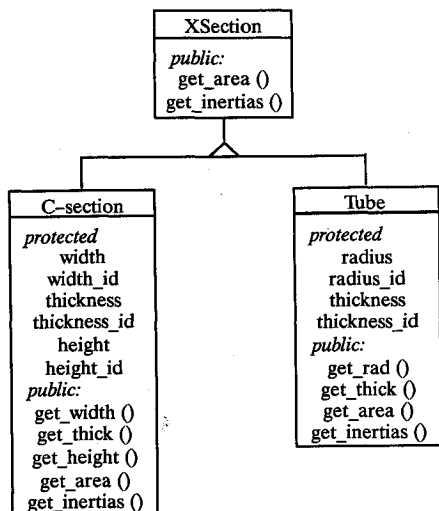 XSection
public:
get_area ()
get_inertias ()
C-section
protected
width
width_id
thickness
thickness_id
height
height_id
public:
get_width ()
get_thick ()
get_height ()
get_area ()
get_inertias ()
Tube
protected
radius
radius_id
thickness
thickness_id
public:
get_rad ()
get_thick ()
get_area ()
get_inertias ()